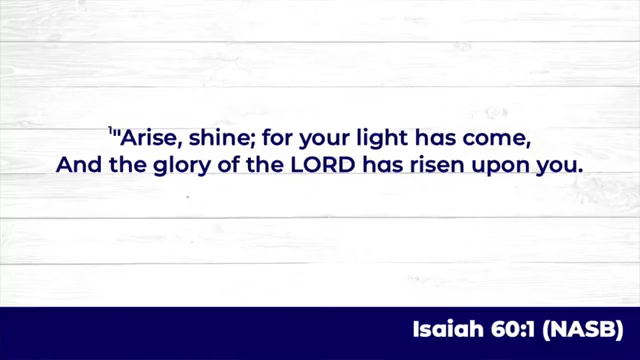 ¹"Arise, shine; for your light has come,
And the glory of the LORD has risen upon you.
Isaiah 60:1 (NASB)